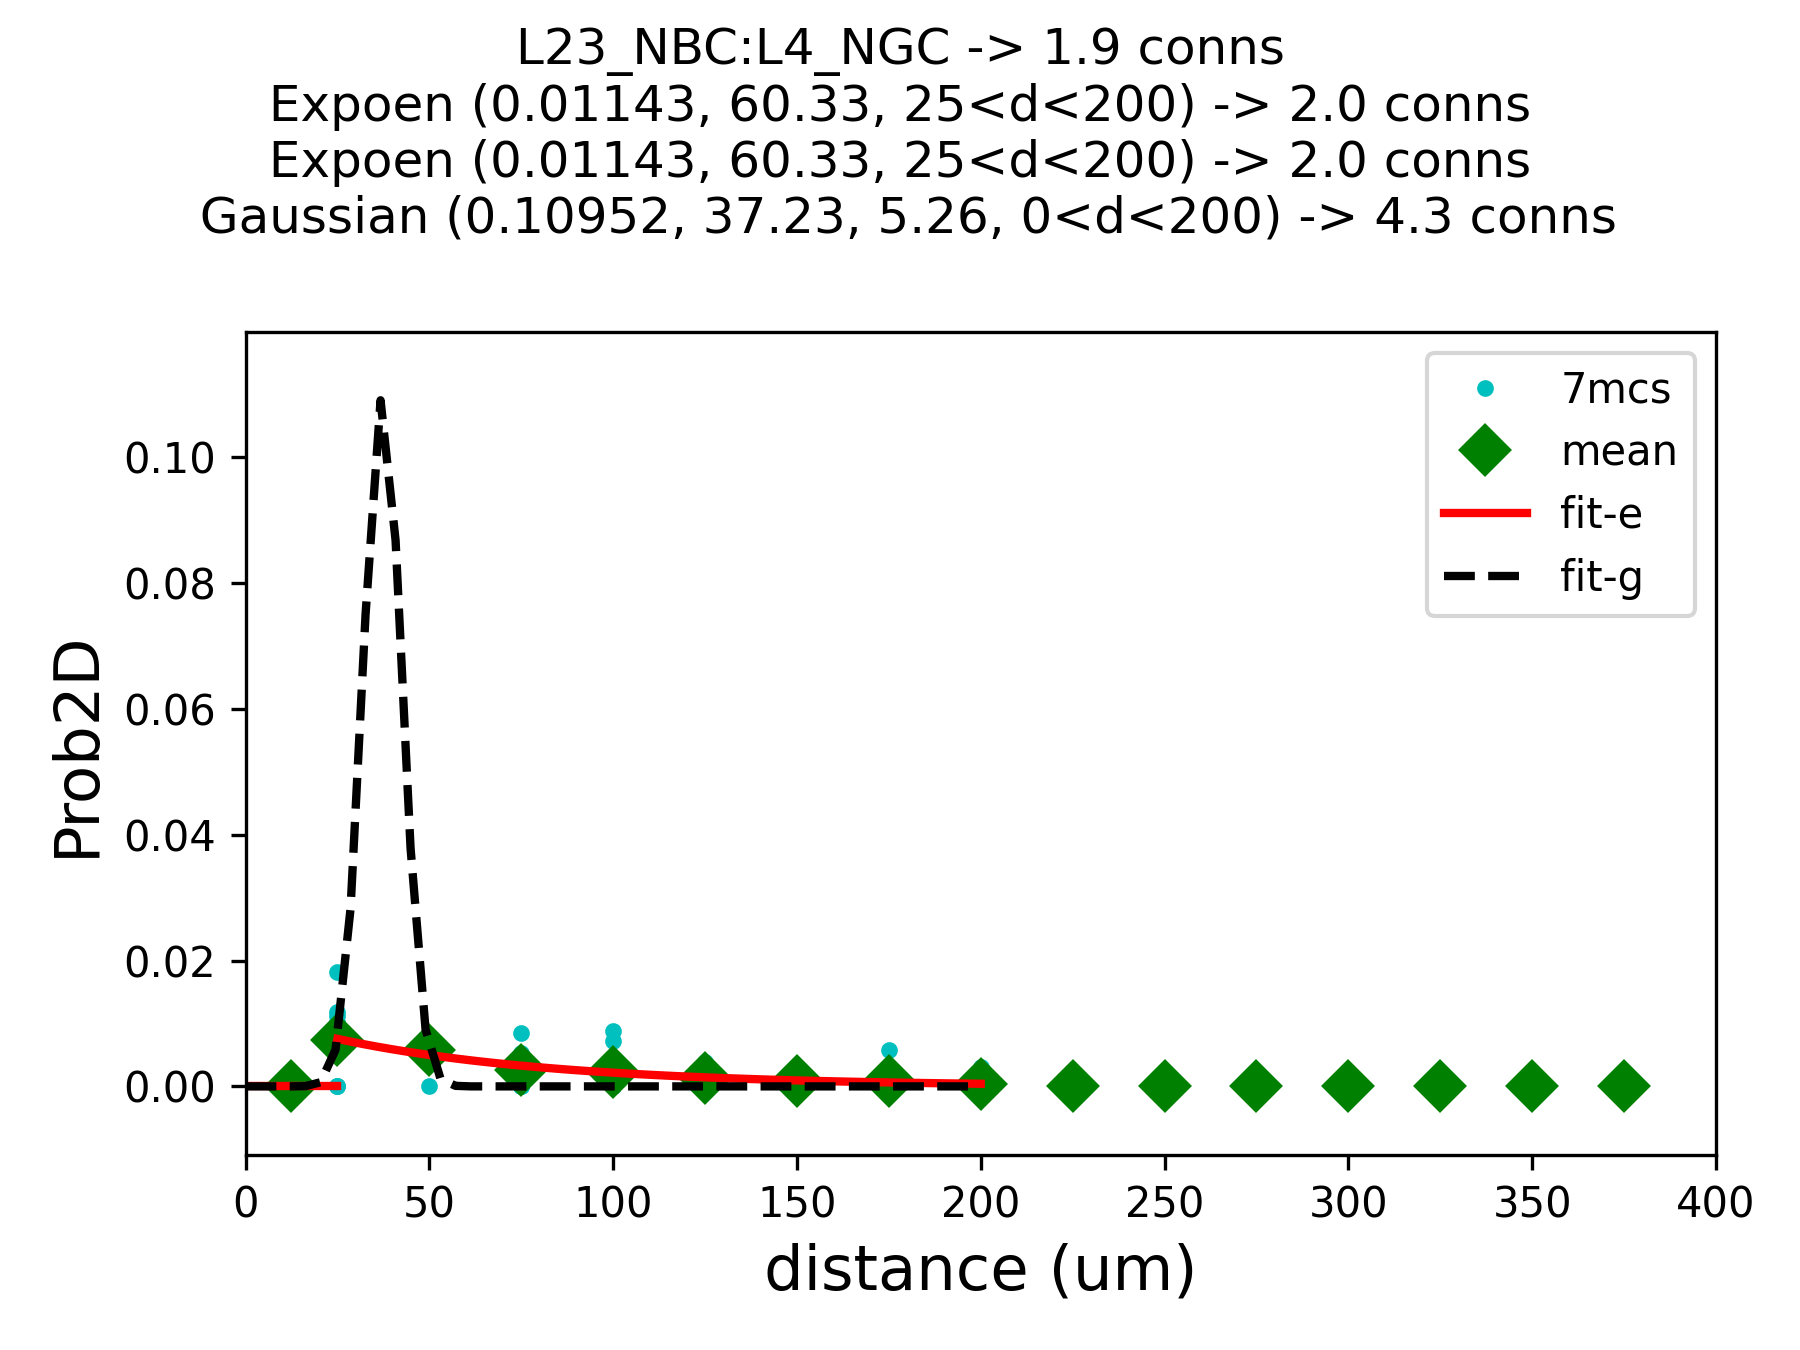 L23_NBC:L4_NGC -> 1.9 conns
Expoen (0.01143, 60.33, 25<d<200) -> 2.0 conns
Expoen (0.01143, 60.33, 25<d<200) -> 2.0 conns
Gaussian (0.10952, 37.23, 5.26, 0<d<200) -> 4.3 conns
7mcs
mean
fit-e
fit-g
Prob2D
0.10
0.08
0.06
0.04
0.02
0.00
0 50 100 150 200 250 300 350 400
distance (um)